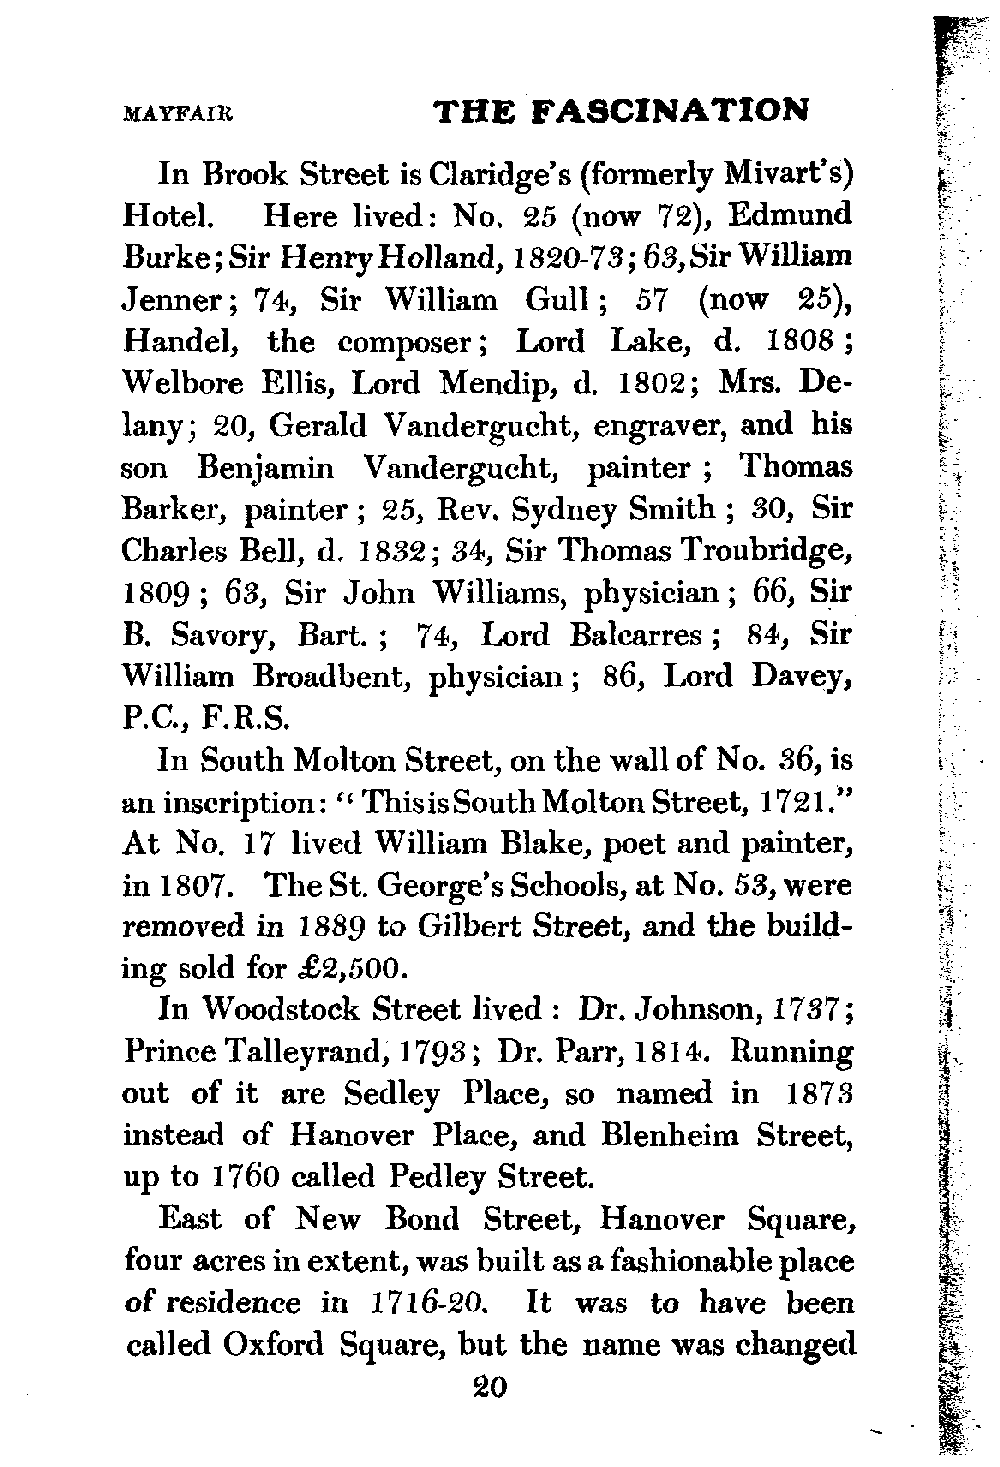 MAYFAIR THE FASCINATION
In Brook Street is Claridge's (formerly Mivart's)
Hotel. Here lived: No. 25 (now 72), Edmund
Burke; Sir Henry Holland, 1820-73; 63, Sir William
Jenner; 74, Sir William Gull; 57 (now 25),
Handel, the composer; Lord Lake, d. 1808;
Welbore Ellis, Lord Mendip, d. 1802; Mrs. De-
lany; 20, Gerald Vandergucht, engraver, and his
son Benjamin Vandergucht, painter; Thomas
Barker, painter; 25, Rev. Sydney Smith; 30, Sir
Charles Bell, d. 1832; 34, Sir Thomas Troubridge,
1809; 63, Sir John Williams, physician; 66, Sir
B. Savory, Bart.; 74, Lord Balcarres; 84, Sir
William Broadbent, physician; 86, Lord Davey,
P.C., F.R.S.
In South Molton Street, on the wall of No. 36, is
an inscription: "This is South Molton Street, 1721."
At No. 17 lived William Blake, poet and painter,
in 1807. The St. George's Schools, at No. 53, were
removed in 1889 to Gilbert Street, and the build-
ing sold for £2,500.
In Woodstock Street lived: Dr. Johnson, 1737;
Prince Talleyrand, 1793; Dr. Parr, 1814. Running
out of it are Sedley Place, so named in 1873
instead of Hanover Place, and Blenheim Street,
up to 1760 called Pedley Street.
East of New Bond Street, Hanover Square,
four acres in extent, was built as a fashionable place
of residence in 1716-20. It was to have been
called Oxford Square, but the name was changed
20